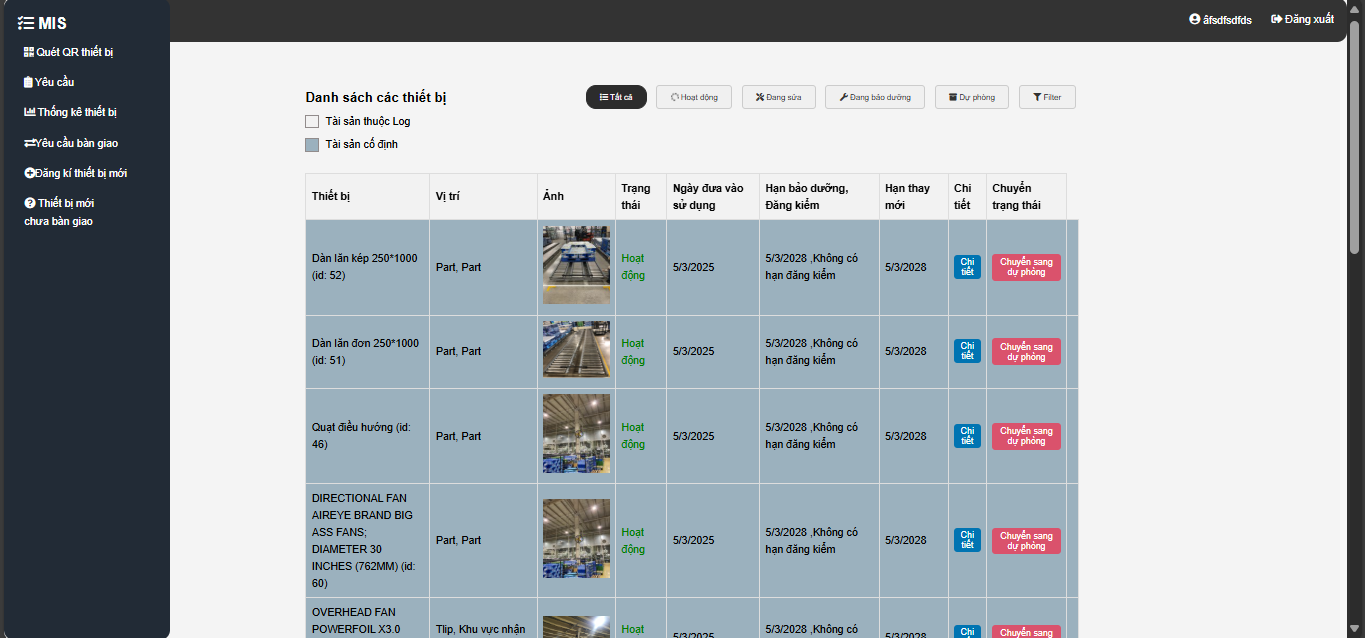 MIS
Quét QR thiết bị
Yêu cầu
Thống kê thiết bị
Yêu cầu bàn giao
Đăng kí thiết bị mới
Thiết bị mới
chưa bàn giao
âfsdfsdfds
Đăng xuất
Danh sách các thiết bị
Tất cả
Hoạt động
Đang sửa
Đang bảo dưỡng
Dự phòng
Filter
Tài sản thuộc Log
Tài sản cố định
Thiết bị
Vị trí
Ảnh
Trạng
thái
Ngày đưa vào
sử dụng
Hạn bảo dưỡng,
Đăng kiểm
Hạn thay
mới
Chi
tiết
Chuyển
trạng thái
Dàn lăn kép 250*1000
(id: 52)
Part, Part
Hoạt
động
5/3/2025
5/3/2028 ,Không có
hạn đăng kiểm
5/3/2028
Chi
tiết
Chuyển sang
dự phòng
Dàn lăn đơn 250*1000
(id: 51)
Part, Part
Hoạt
động
5/3/2025
5/3/2028 ,Không có
hạn đăng kiểm
5/3/2028
Chi
tiết
Chuyển sang
dự phòng
Quạt điều hướng (id:
46)
Part, Part
Hoạt
động
5/3/2025
5/3/2028 ,Không có
hạn đăng kiểm
5/3/2028
Chi
tiết
Chuyển sang
dự phòng
DIRECTIONAL FAN
AIREYE BRAND BIG
ASS FANS;
DIAMETER 30
INCHES (762MM) (id:
60)
Part, Part
Hoạt
động
5/3/2025
5/3/2028 ,Không có
hạn đăng kiểm
5/3/2028
Chi
tiết
Chuyển sang
dự phòng
OVERHEAD FAN
POWERFOIL X3.0
Tlip, Khu vực nhận
Hoạt
5/3/2025
5/3/2028 ,Không có
5/3/2028
Chi
Chuyển sang